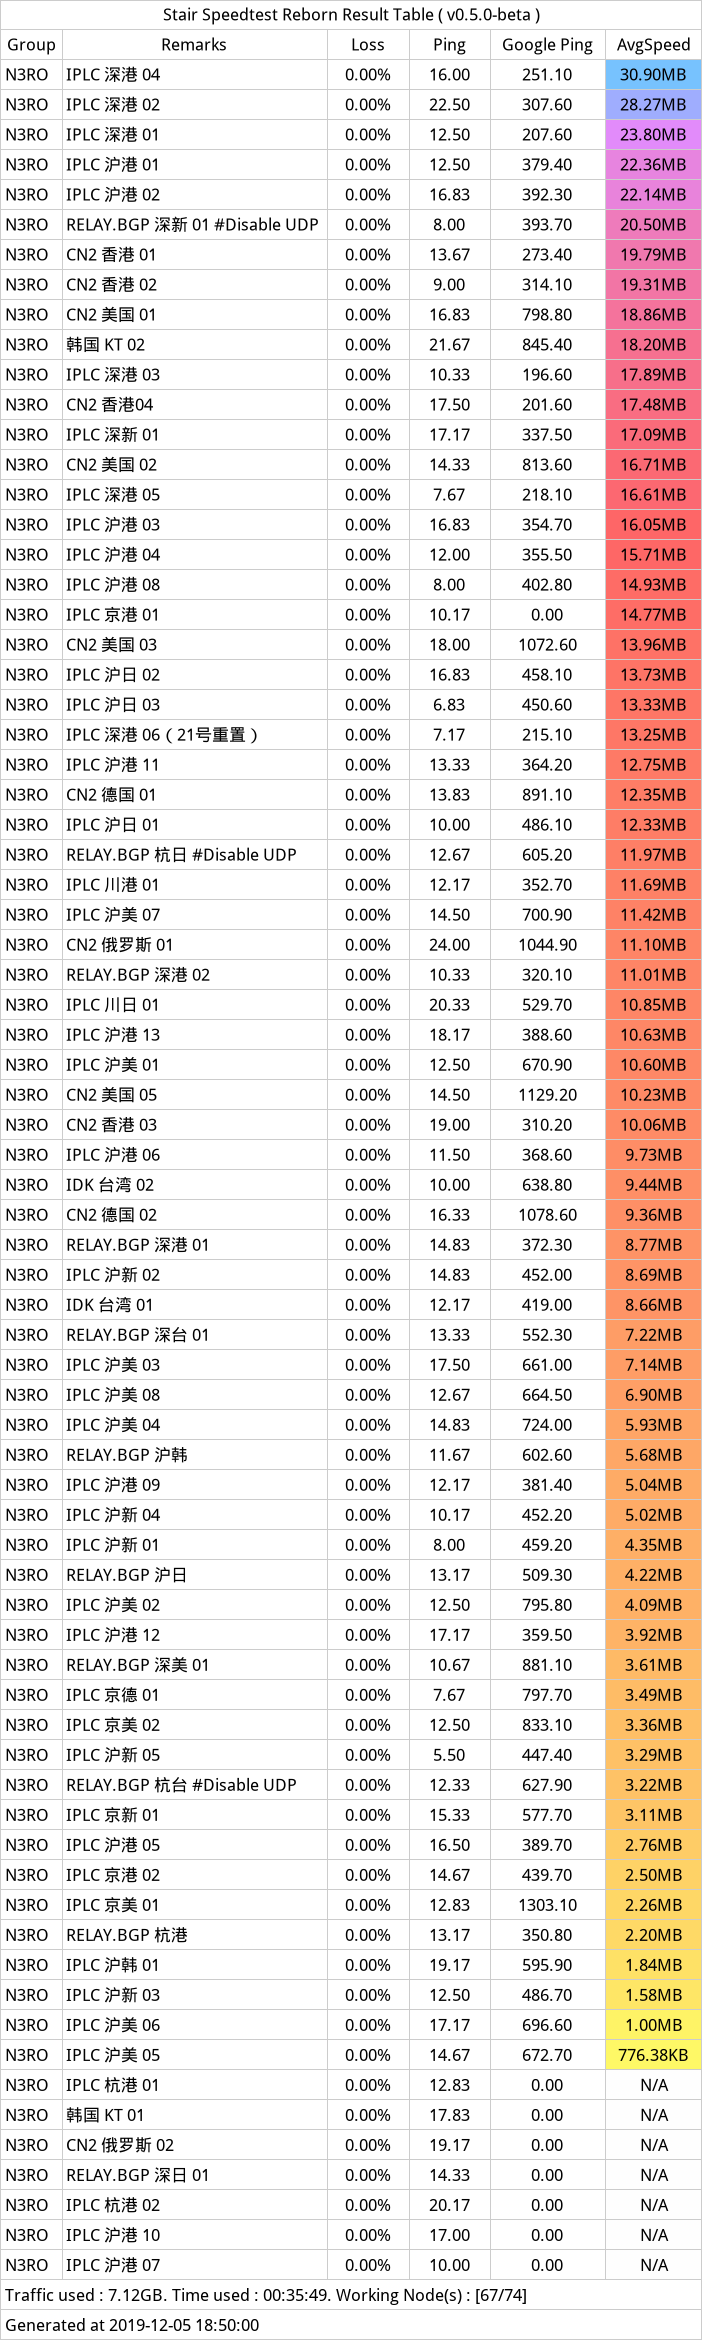 Stair Speedtest Reborn Result Table ( v0.5.0-beta )
Group Remarks Loss Ping Google Ping AvgSpeed
N3RO IPLC 深港 04 0.00% 16.00 251.10 30.90MB
N3RO IPLC 深港 02 0.00% 22.50 307.60 28.27MB
N3RO IPLC 深港 01 0.00% 12.50 207.60 23.80MB
N3RO IPLC 沪港 01 0.00% 12.50 379.40 22.36MB
N3RO IPLC 沪港 02 0.00% 16.83 392.30 22.14MB
N3RO RELAY.BGP 深新 01 #Disable UDP 0.00% 8.00 393.70 20.50MB
N3RO CN2 香港 01 0.00% 13.67 273.40 19.79MB
N3RO CN2 香港 02 0.00% 9.00 314.10 19.31MB
N3RO CN2 美国 01 0.00% 16.83 798.80 18.86MB
N3RO 韩国 KT 02 0.00% 21.67 845.40 18.20MB
N3RO IPLC 深港 03 0.00% 10.33 196.60 17.89MB
N3RO CN2 香港04 0.00% 17.50 201.60 17.48MB
N3RO IPLC 深新 01 0.00% 17.17 337.50 17.09MB
N3RO CN2 美国 02 0.00% 14.33 813.60 16.71MB
N3RO IPLC 深港 05 0.00% 7.67 218.10 16.61MB
N3RO IPLC 沪港 03 0.00% 16.83 354.70 16.05MB
N3RO IPLC 沪港 04 0.00% 12.00 355.50 15.71MB
N3RO IPLC 沪港 08 0.00% 8.00 402.80 14.93MB
N3RO IPLC 京港 01 0.00% 10.17 0.00 14.77MB
N3RO CN2 美国 03 0.00% 18.00 1072.60 13.96MB
N3RO IPLC 沪日 02 0.00% 16.83 458.10 13.73MB
N3RO IPLC 沪日 03 0.00% 6.83 450.60 13.33MB
N3RO IPLC 深港 06 ( 21号重置 ) 0.00% 7.17 215.10 13.25MB
N3RO IPLC 沪港 11 0.00% 13.33 364.20 12.75MB
N3RO CN2 德国 01 0.00% 13.83 891.10 12.35MB
N3RO IPLC 沪日 01 0.00% 10.00 486.10 12.33MB
N3RO RELAY.BGP 杭日 #Disable UDP 0.00% 12.67 605.20 11.97MB
N3RO IPLC 川港 01 0.00% 12.17 352.70 11.69MB
N3RO IPLC 沪美 07 0.00% 14.50 700.90 11.42MB
N3RO CN2 俄罗斯 01 0.00% 24.00 1044.90 11.10MB
N3RO RELAY.BGP 深港 02 0.00% 10.33 320.10 11.01MB
N3RO IPLC 川日 01 0.00% 20.33 529.70 10.85MB
N3RO IPLC 沪港 13 0.00% 18.17 388.60 10.63MB
N3RO IPLC 沪美 01 0.00% 12.50 670.90 10.60MB
N3RO CN2 美国 05 0.00% 14.50 1129.20 10.23MB
N3RO CN2 香港 03 0.00% 19.00 310.20 10.06MB
N3RO IPLC 沪港 06 0.00% 11.50 368.60 9.73MB
N3RO IDK 台湾 02 0.00% 10.00 638.80 9.44MB
N3RO CN2 德国 02 0.00% 16.33 1078.60 9.36MB
N3RO RELAY.BGP 深港 01 0.00% 14.83 372.30 8.77MB
N3RO IPLC 沪新 02 0.00% 14.83 452.00 8.69MB
N3RO IDK 台湾 01 0.00% 12.17 419.00 8.66MB
N3RO RELAY.BGP 深台 01 0.00% 13.33 552.30 7.22MB
N3RO IPLC 沪美 03 0.00% 17.50 661.00 7.14MB
N3RO IPLC 沪美 08 0.00% 12.67 664.50 6.90MB
N3RO IPLC 沪美 04 0.00% 14.83 724.00 5.93MB
N3RO RELAY.BGP 沪韩 0.00% 11.67 602.60 5.68MB
N3RO IPLC 沪港 09 0.00% 12.17 381.40 5.04MB
N3RO IPLC 沪新 04 0.00% 10.17 452.20 5.02MB
N3RO IPLC 沪新 01 0.00% 8.00 459.20 4.35MB
N3RO RELAY.BGP 沪日 0.00% 13.17 509.30 4.22MB
N3RO IPLC 沪美 02 0.00% 12.50 795.80 4.09MB
N3RO IPLC 沪港 12 0.00% 17.17 359.50 3.92MB
N3RO RELAY.BGP 深美 01 0.00% 10.67 881.10 3.61MB
N3RO IPLC 京德 01 0.00% 7.67 797.70 3.49MB
N3RO IPLC 京美 02 0.00% 12.50 833.10 3.36MB
N3RO IPLC 沪新 05 0.00% 5.50 447.40 3.29MB
N3RO RELAY.BGP 杭台 #Disable UDP 0.00% 12.33 627.90 3.22MB
N3RO IPLC 京新 01 0.00% 15.33 577.70 3.11MB
N3RO IPLC 沪港 05 0.00% 16.50 389.70 2.76MB
N3RO IPLC 京港 02 0.00% 14.67 439.70 2.50MB
N3RO IPLC 京美 01 0.00% 12.83 1303.10 2.26MB
N3RO RELAY.BGP 杭港 0.00% 13.17 350.80 2.20MB
N3RO IPLC 沪韩 01 0.00% 19.17 595.90 1.84MB
N3RO IPLC 沪新 03 0.00% 12.50 486.70 1.58MB
N3RO IPLC 沪美 06 0.00% 17.17 696.60 1.00MB
N3RO IPLC 沪美 05 0.00% 14.67 672.70 776.38KB
N3RO IPLC 杭港 01 0.00% 12.83 0.00 N/A
N3RO 韩国 KT 01 0.00% 17.83 0.00 N/A
N3RO CN2 俄罗斯 02 0.00% 19.17 0.00 N/A
N3RO RELAY.BGP 深日 01 0.00% 14.33 0.00 N/A
N3RO IPLC 杭港 02 0.00% 20.17 0.00 N/A
N3RO IPLC 沪港 10 0.00% 17.00 0.00 N/A
N3RO IPLC 沪港 07 0.00% 10.00 0.00 N/A
Traffic used : 7.12GB. Time used : 00:35:49. Working Node(s) : [67/74]
Generated at 2019-12-05 18:50:00